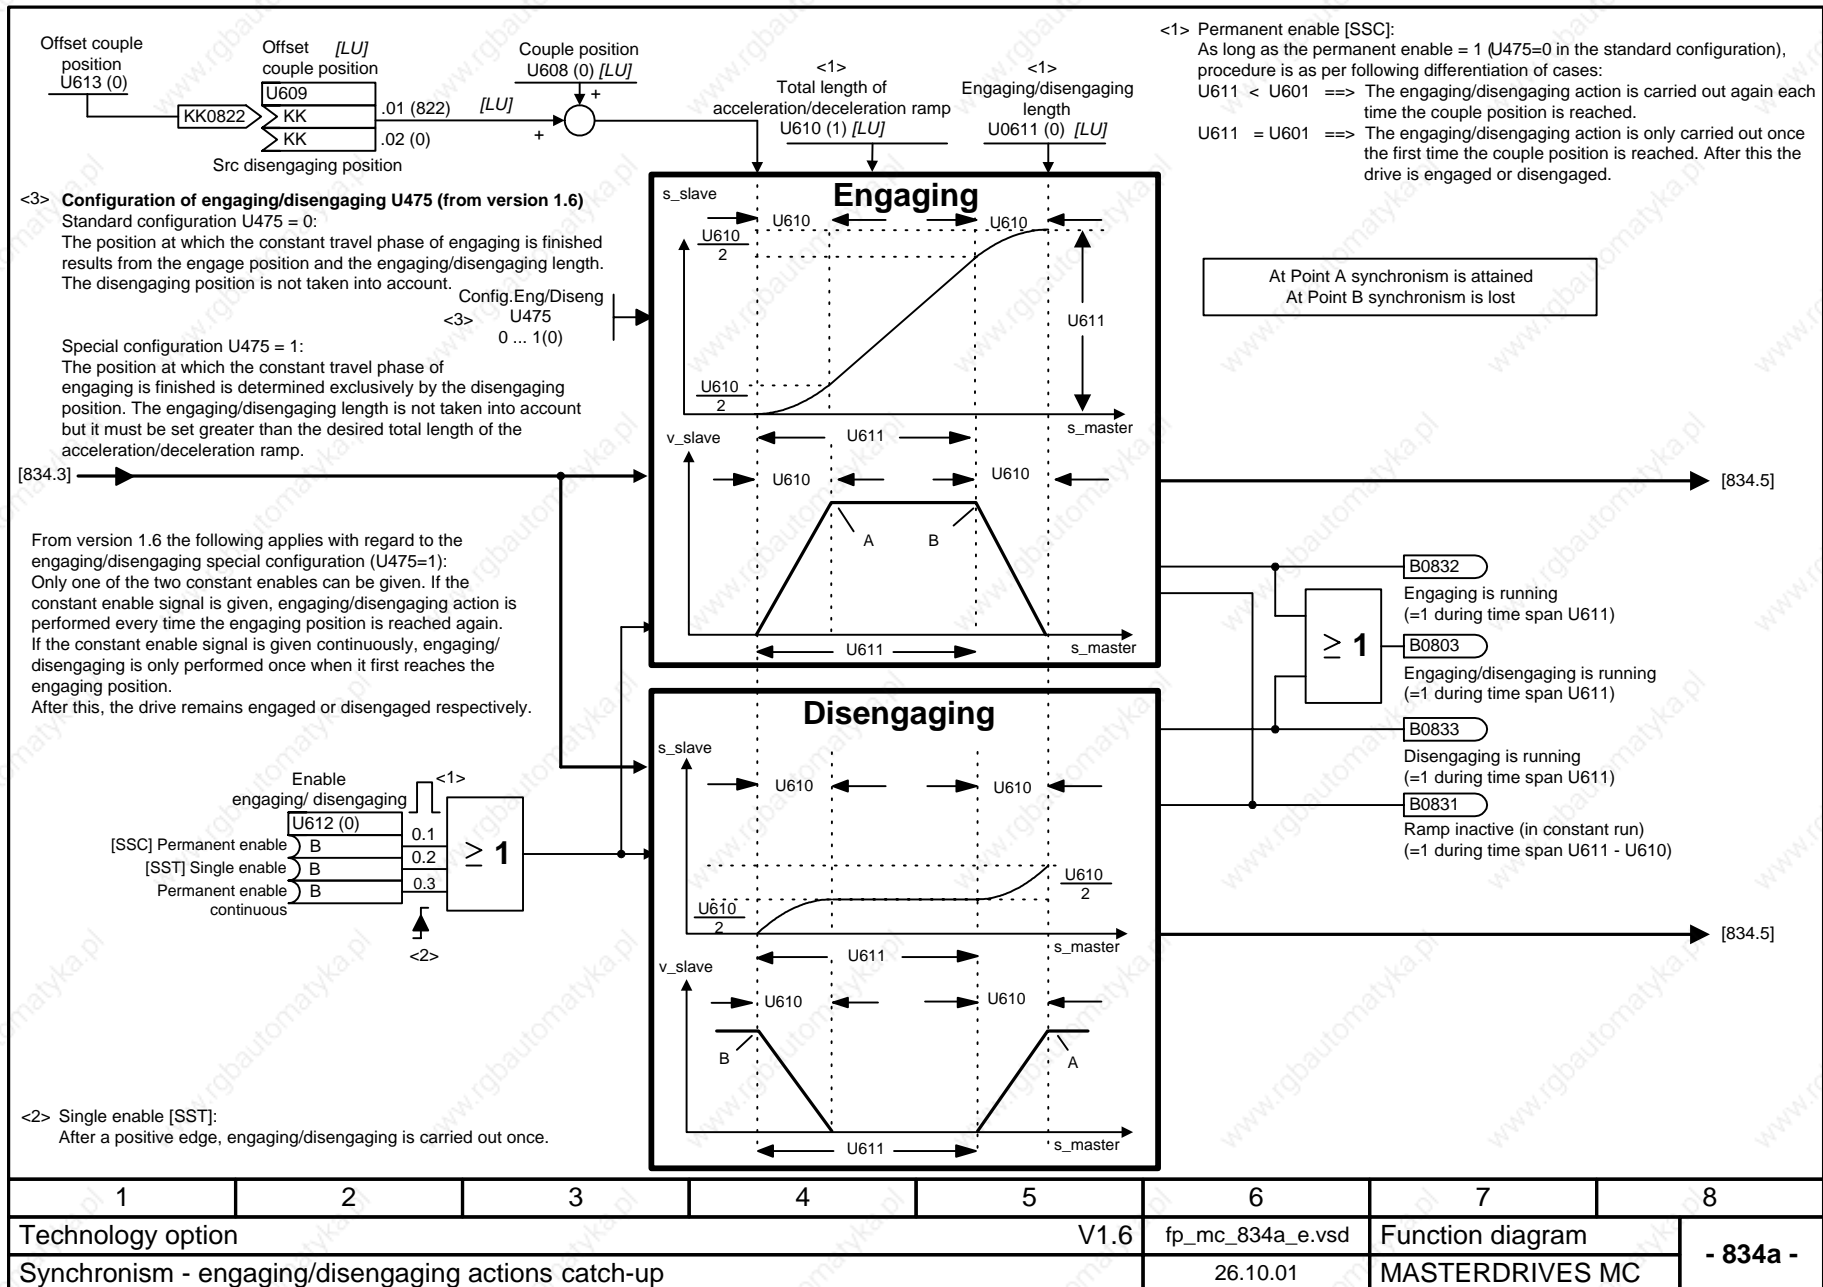 Offset couple
position
U613 (0)
KK0822
Offset [LU]
couple position
U609
KK
KK
.01 (822)
.02 (0)
Src disengaging position
[LU]
+
Couple position
U608 (0) [LU]
+
<1>
Total length of
acceleration/deceleration ramp
U610 (1) [LU]
<1>
Engaging/disengaging
length
U0611 (0) [LU]
<1> Permanent enable [SSC]:
As long as the permanent enable = 1 (U475=0 in the standard configuration),
procedure is as per following differentiation of cases:
U611 < U601 ==> The engaging/disengaging action is carried out again each
time the couple position is reached.
U611 = U601 ==> The engaging/disengaging action is only carried out once
the first time the couple position is reached. After this the
drive is engaged or disengaged.
<3> Configuration of engaging/disengaging U475 (from version 1.6)
Standard configuration U475 = 0:
The position at which the constant travel phase of engaging is finished
results from the engage position and the engaging/disengaging length.
The disengaging position is not taken into account.
Config.Eng/Diseng
<3> U475
0 ... 1(0)
Special configuration U475 = 1:
The position at which the constant travel phase of
engaging is finished is determined exclusively by the disengaging
position. The engaging/disengaging length is not taken into account
but it must be set greater than the desired total length of the
acceleration/deceleration ramp.
[834.3]
From version 1.6 the following applies with regard to the
engaging/disengaging special configuration (U475=1):
Only one of the two constant enables can be given. If the
constant enable signal is given, engaging/disengaging action is
performed every time the engaging position is reached again.
If the constant enable signal is given continuously, engaging/
disengaging is only performed once when it first reaches the
engaging position.
After this, the drive remains engaged or disengaged respectively.
Enable
engaging/ disengaging
<1>
U612 (0)
[SSC] Permanent enable B 0.1
[SST] Single enable B 0.2
Permanent enable
continuous
B 0.3
≥ 1
<2>
<2> Single enable [SST]:
After a positive edge, engaging/disengaging is carried out once.
Engaging
s_slave
U610
U610
U610
2
U611
U610
2
s_master
v_slave
U611
U610
U610
A
B
U611
s_master
Disengaging
s_slave
U610
U610
U610
2
U610
2
s_master
U611
v_slave
U610
U610
B
A
s_master
U611
At Point A synchronism is attained
At Point B synchronism is lost
[834.5]
≥ 1
B0832
Engaging is running
(=1 during time span U611)
B0803
Engaging/disengaging is running
(=1 during time span U611)
B0833
Disengaging is running
(=1 during time span U611)
B0831
Ramp inactive (in constant run)
(=1 during time span U611 - U610)
[834.5]
1 2 3 4 5 6 7 8
Technology option V1.6 fp_mc_834a_e.vsd Function diagram
- 834a -
Synchronism - engaging/disengaging actions catch-up 26.10.01 MASTERDRIVES MC
www.rgbautomatyka.pl